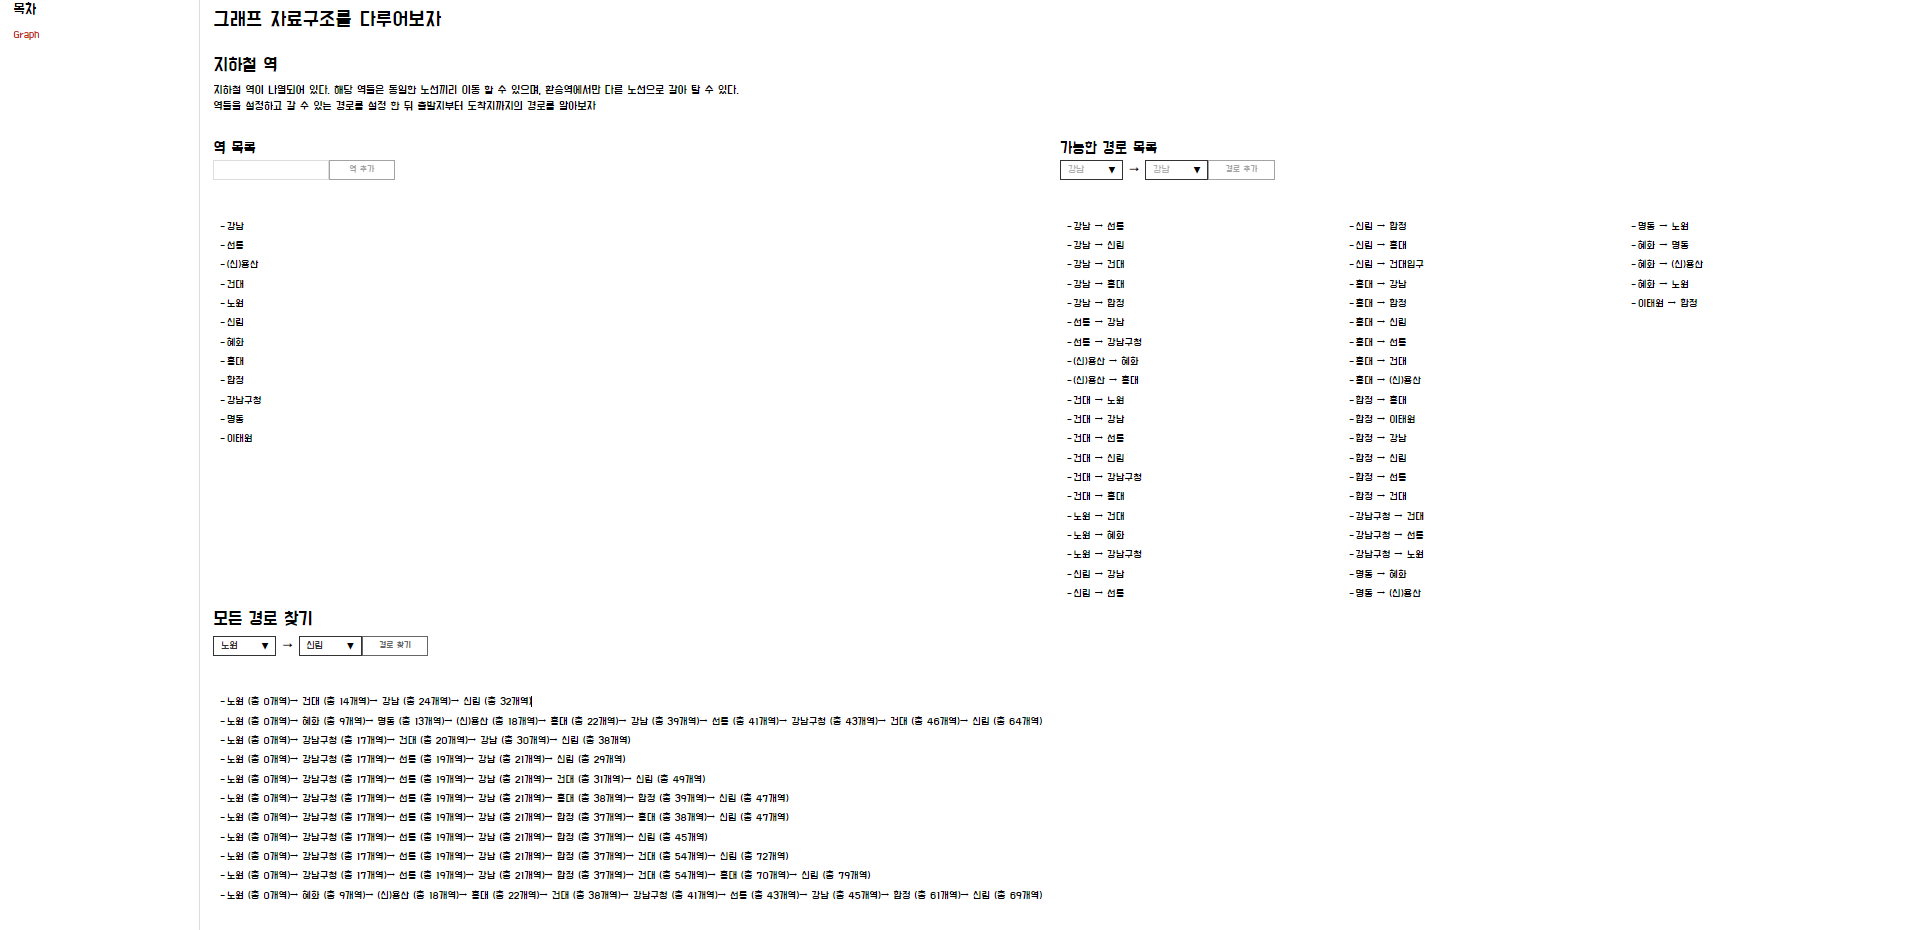 목차
Graph
그래프 자료구조를 다루어보자
지하철 역
지하철 역이 나열되어 있다. 해당 역들은 동일한 노선끼리 이동 할 수 있으며, 환승역에서만 다른 노선으로 갈아 탈 수 있다.
역들을 설정하고 갈 수 있는 경로를 설정 한 뒤 출발지부터 도착지까지의 경로를 알아보자
역 목록
역 추가
- 강남
- 선릉
- (신)용산
- 건대
- 노원
- 신림
- 혜화
- 홍대
- 합정
- 강남구청
- 명동
- 이태원
가능한 경로 목록
강남 ▼ → 강남 ▼ 경로 추가
- 강남 → 선릉
- 강남 → 신림
- 강남 → 건대
- 강남 → 홍대
- 강남 → 합정
- 선릉 → 강남
- 선릉 → 강남구청
- (신)용산 → 혜화
- (신)용산 → 홍대
- 건대 → 노원
- 건대 → 강남
- 건대 → 선릉
- 건대 → 신림
- 건대 → 강남구청
- 건대 → 홍대
- 노원 → 건대
- 노원 → 혜화
- 노원 → 강남구청
- 신림 → 강남
- 신림 → 선릉
- 신림 → 합정
- 신림 → 홍대
- 신림 → 건대입구
- 홍대 → 강남
- 홍대 → 합정
- 홍대 → 신림
- 홍대 → 선릉
- 홍대 → 건대
- 홍대 → (신)용산
- 합정 → 홍대
- 합정 → 이태원
- 합정 → 강남
- 합정 → 신림
- 합정 → 선릉
- 합정 → 건대
- 강남구청 → 건대
- 강남구청 → 선릉
- 강남구청 → 노원
- 명동 → 혜화
- 명동 → (신)용산
- 명동 → 노원
- 혜화 → 명동
- 혜화 → (신)용산
- 혜화 → 노원
- 이태원 → 합정
모든 경로 찾기
노원 ▼ → 신림 ▼ 경로 찾기
- 노원 (총 0개역)→ 건대 (총 14개역)→ 강남 (총 24개역)→ 신림 (총 32개역)
- 노원 (총 0개역)→ 혜화 (총 9개역)→ 명동 (총 13개역)→ (신)용산 (총 18개역)→ 홍대 (총 22개역)→ 강남 (총 39개역)→ 선릉 (총 41개역)→ 강남구청 (총 43개역)→ 건대 (총 46개역)→ 신림 (총 64개역)
- 노원 (총 0개역)→ 강남구청 (총 17개역)→ 건대 (총 20개역)→ 강남 (총 30개역)→ 신림 (총 38개역)
- 노원 (총 0개역)→ 강남구청 (총 17개역)→ 선릉 (총 19개역)→ 강남 (총 21개역)→ 신림 (총 29개역)
- 노원 (총 0개역)→ 강남구청 (총 17개역)→ 선릉 (총 19개역)→ 강남 (총 21개역)→ 건대 (총 31개역)→ 신림 (총 49개역)
- 노원 (총 0개역)→ 강남구청 (총 17개역)→ 선릉 (총 19개역)→ 강남 (총 21개역)→ 홍대 (총 38개역)→ 합정 (총 39개역)→ 신림 (총 47개역)
- 노원 (총 0개역)→ 강남구청 (총 17개역)→ 선릉 (총 19개역)→ 강남 (총 21개역)→ 합정 (총 37개역)→ 홍대 (총 38개역)→ 신림 (총 47개역)
- 노원 (총 0개역)→ 강남구청 (총 17개역)→ 선릉 (총 19개역)→ 강남 (총 21개역)→ 합정 (총 37개역)→ 신림 (총 45개역)
- 노원 (총 0개역)→ 강남구청 (총 17개역)→ 선릉 (총 19개역)→ 강남 (총 21개역)→ 합정 (총 37개역)→ 건대 (총 54개역)→ 신림 (총 72개역)
- 노원 (총 0개역)→ 강남구청 (총 17개역)→ 선릉 (총 19개역)→ 강남 (총 21개역)→ 합정 (총 37개역)→ 건대 (총 54개역)→ 홍대 (총 70개역)→ 신림 (총 79개역)
- 노원 (총 0개역)→ 혜화 (총 9개역)→ (신)용산 (총 18개역)→ 홍대 (총 22개역)→ 건대 (총 38개역)→ 강남구청 (총 41개역)→ 선릉 (총 43개역)→ 강남 (총 45개역)→ 합정 (총 61개역)→ 신림 (총 69개역)